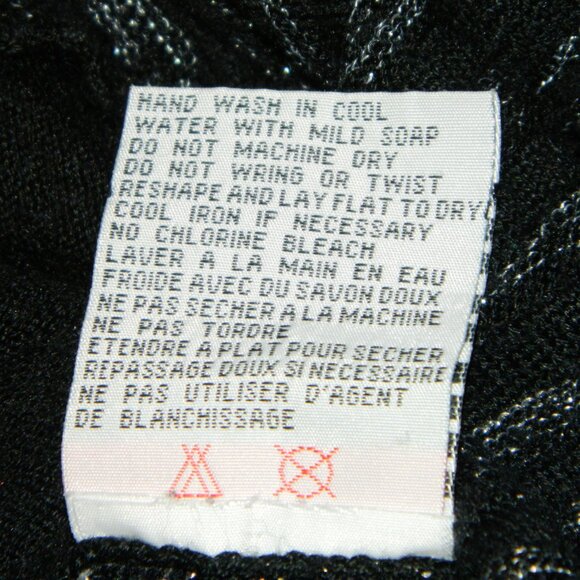 HAND WASH IN COOL
WATER WITH MILD SOAP
DO NOT MACHINE DRY
DO NOT WRING OR TWIST
RESHAPE AND LAY FLAT TO DRY
COOL IRON IF NECESSARY
NO CHLORINE BLEACH
LAVER A LA MAIN EN EAU
FROIDE AVEC DU SAVON DOUX
NE PAS SECHER A LA MACHINE
NE PAS TORDRE
ETENDRE A PLAT POUR SECHER
REPASSAGE DOUX SI NECESSAIRE
NE PAS UTILISER D'AGENT
DE BLANCHISSAGE